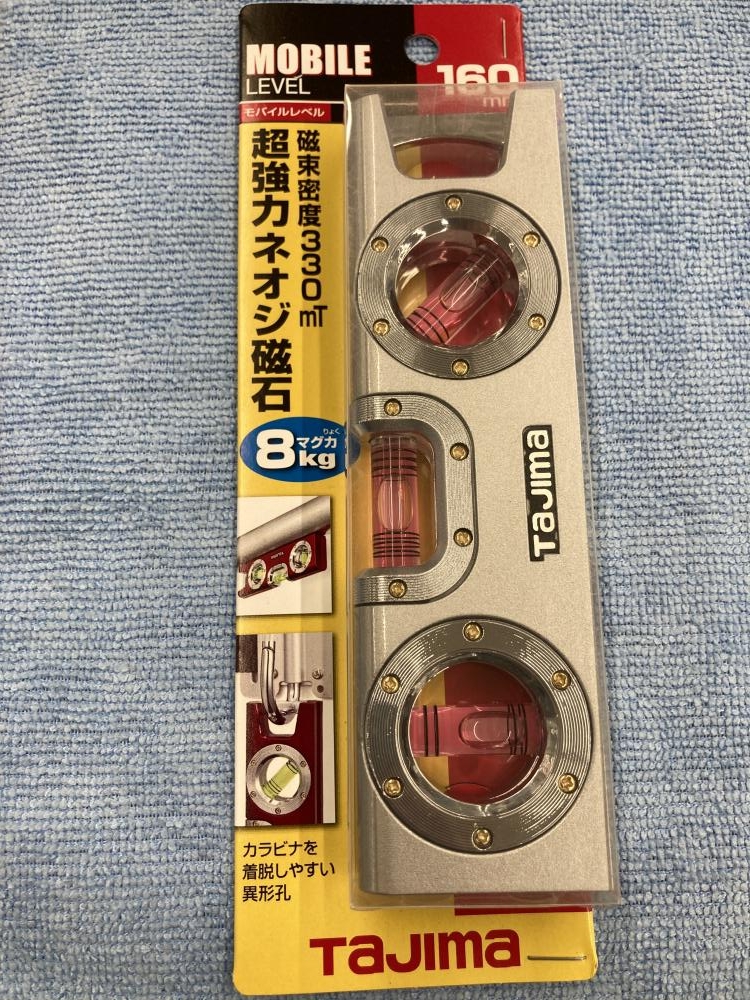 MOBILE
LEVEL
モバイルレベル
160
磁束密度330mT
超強力ネオジ磁石
りょく
マグ力
8kg
TaJima
カラビナを
着脱しやすい
異形孔
TaJima